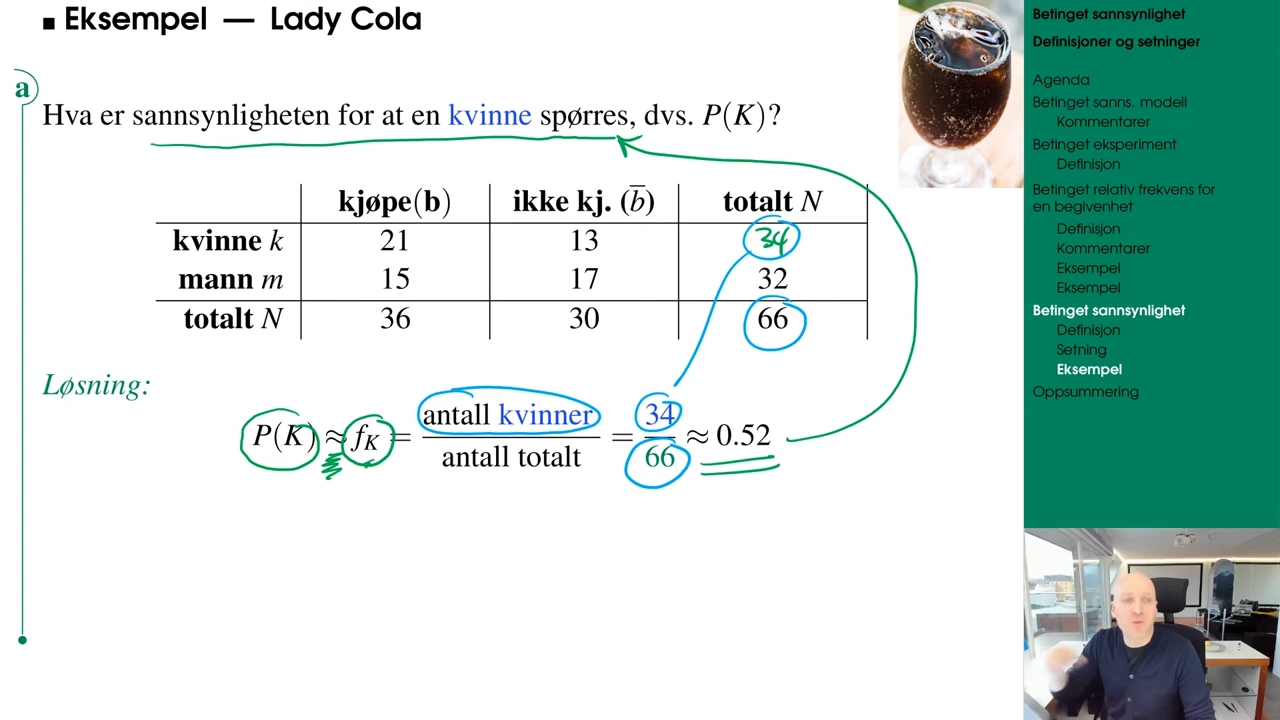 ■ Eksempel — Lady Cola
a
Hva er sannsynligheten for at en kvinne spørres, dvs. P(K)?
kjøpe(b) ikke kj. (b̅) totalt N
kvinne k 21 13 34
mann m 15 17 32
totalt N 36 30 66
Løsning:
P(K) ≈ f_K = antall kvinner / antall totalt = 34 / 66 ≈ 0.52
Betinget sannsynlighet
Definisjoner og setninger
Agenda
Betinget sanns. modell
Kommentarer
Betinget eksperiment
Definisjon
Betinget relativ frekvens for
en begivenhet
Definisjon
Kommentarer
Eksempel
Eksempel
Betinget sannsynlighet
Definisjon
Setning
Eksempel
Oppsummering